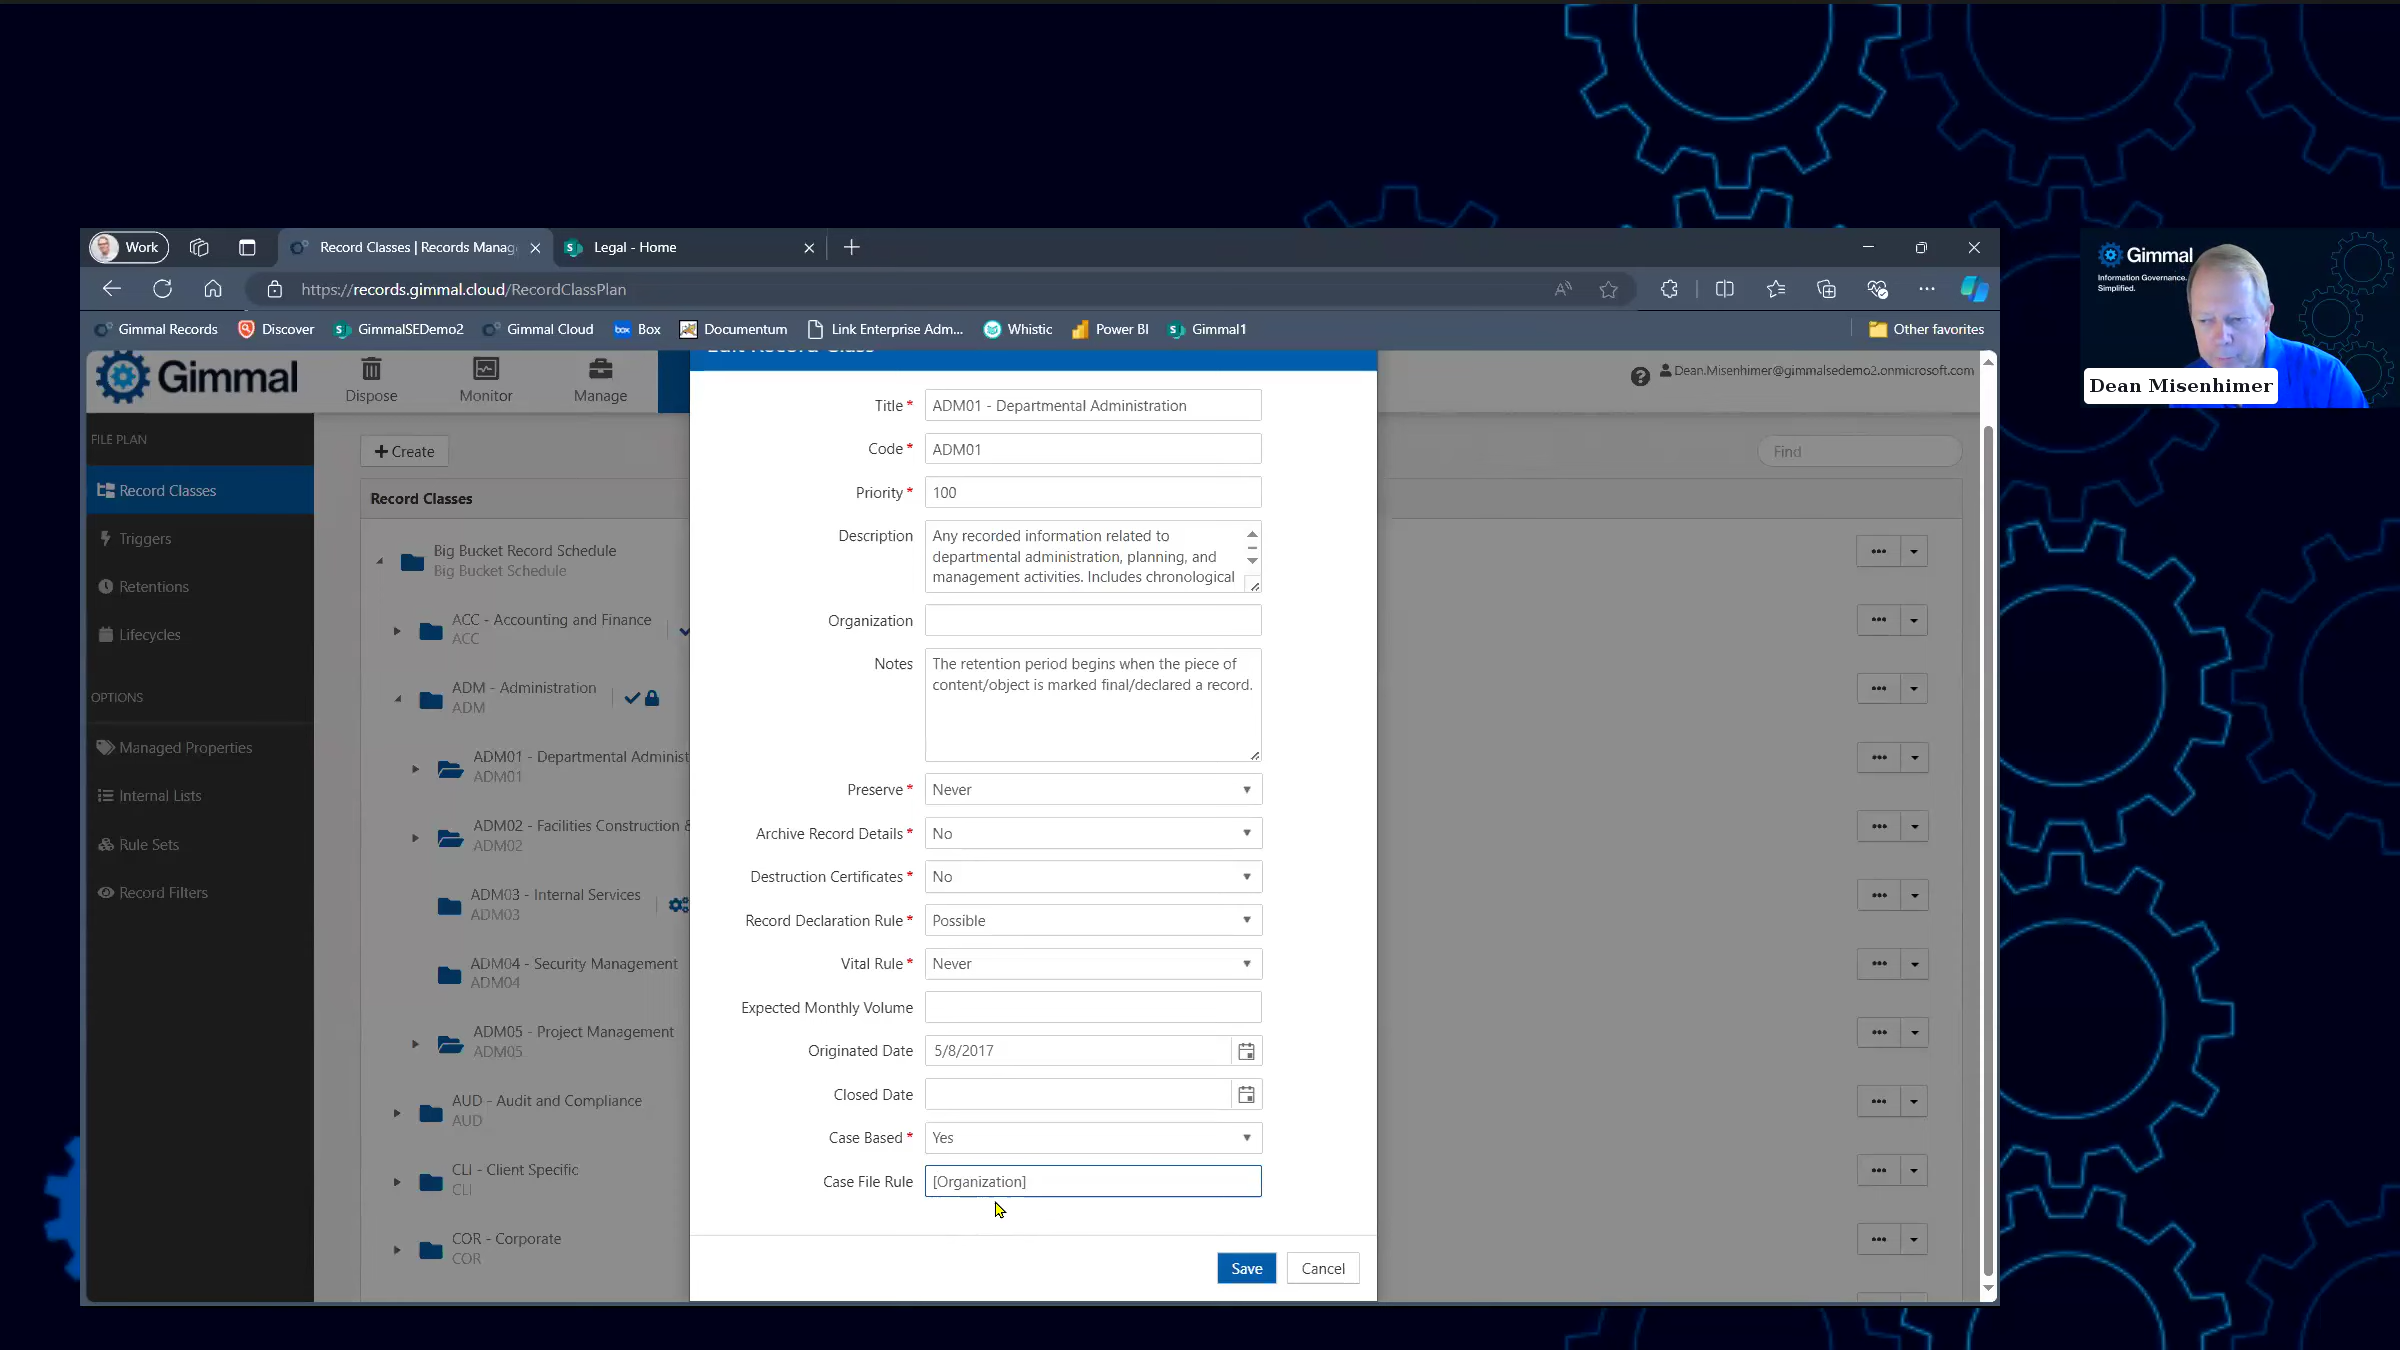 Work
Record Classes | Records Manag
Legal - Home
https://records.gimmal.cloud/RecordClassPlan
Gimmal Records
Discover
GimmalSEDemo2
Gimmal Cloud
box Box
Documentum
Link Enterprise Adm...
Whistic
Power BI
Gimmal1
Other favorites
Gimmal
Information Governance.
Simplified.
Dean Misenhimer
Gimmal
Dispose
Monitor
Manage
Edit Record Class
Dean.Misenhimer@gimmalsedemo2.onmicrosoft.com
FILE PLAN
Record Classes
Triggers
Retentions
Lifecycles
OPTIONS
Managed Properties
Internal Lists
Rule Sets
Record Filters
+ Create
Find
Record Classes
Big Bucket Record Schedule
Big Bucket Schedule
ACC - Accounting and Finance
ACC
ADM - Administration
ADM
ADM01 - Departmental Administ
ADM01
ADM02 - Facilities Construction &
ADM02
ADM03 - Internal Services
ADM03
ADM04 - Security Management
ADM04
ADM05 - Project Management
ADM05
AUD - Audit and Compliance
AUD
CLI - Client Specific
CLI
COR - Corporate
COR
Title * ADM01 - Departmental Administration
Code * ADM01
Priority * 100
Description Any recorded information related to
departmental administration, planning, and
management activities. Includes chronological
Organization
Notes The retention period begins when the piece of
content/object is marked final/declared a record.
Preserve * Never
Archive Record Details * No
Destruction Certificates * No
Record Declaration Rule * Possible
Vital Rule * Never
Expected Monthly Volume
Originated Date 5/8/2017
Closed Date
Case Based * Yes
Case File Rule [Organization]
Save
Cancel